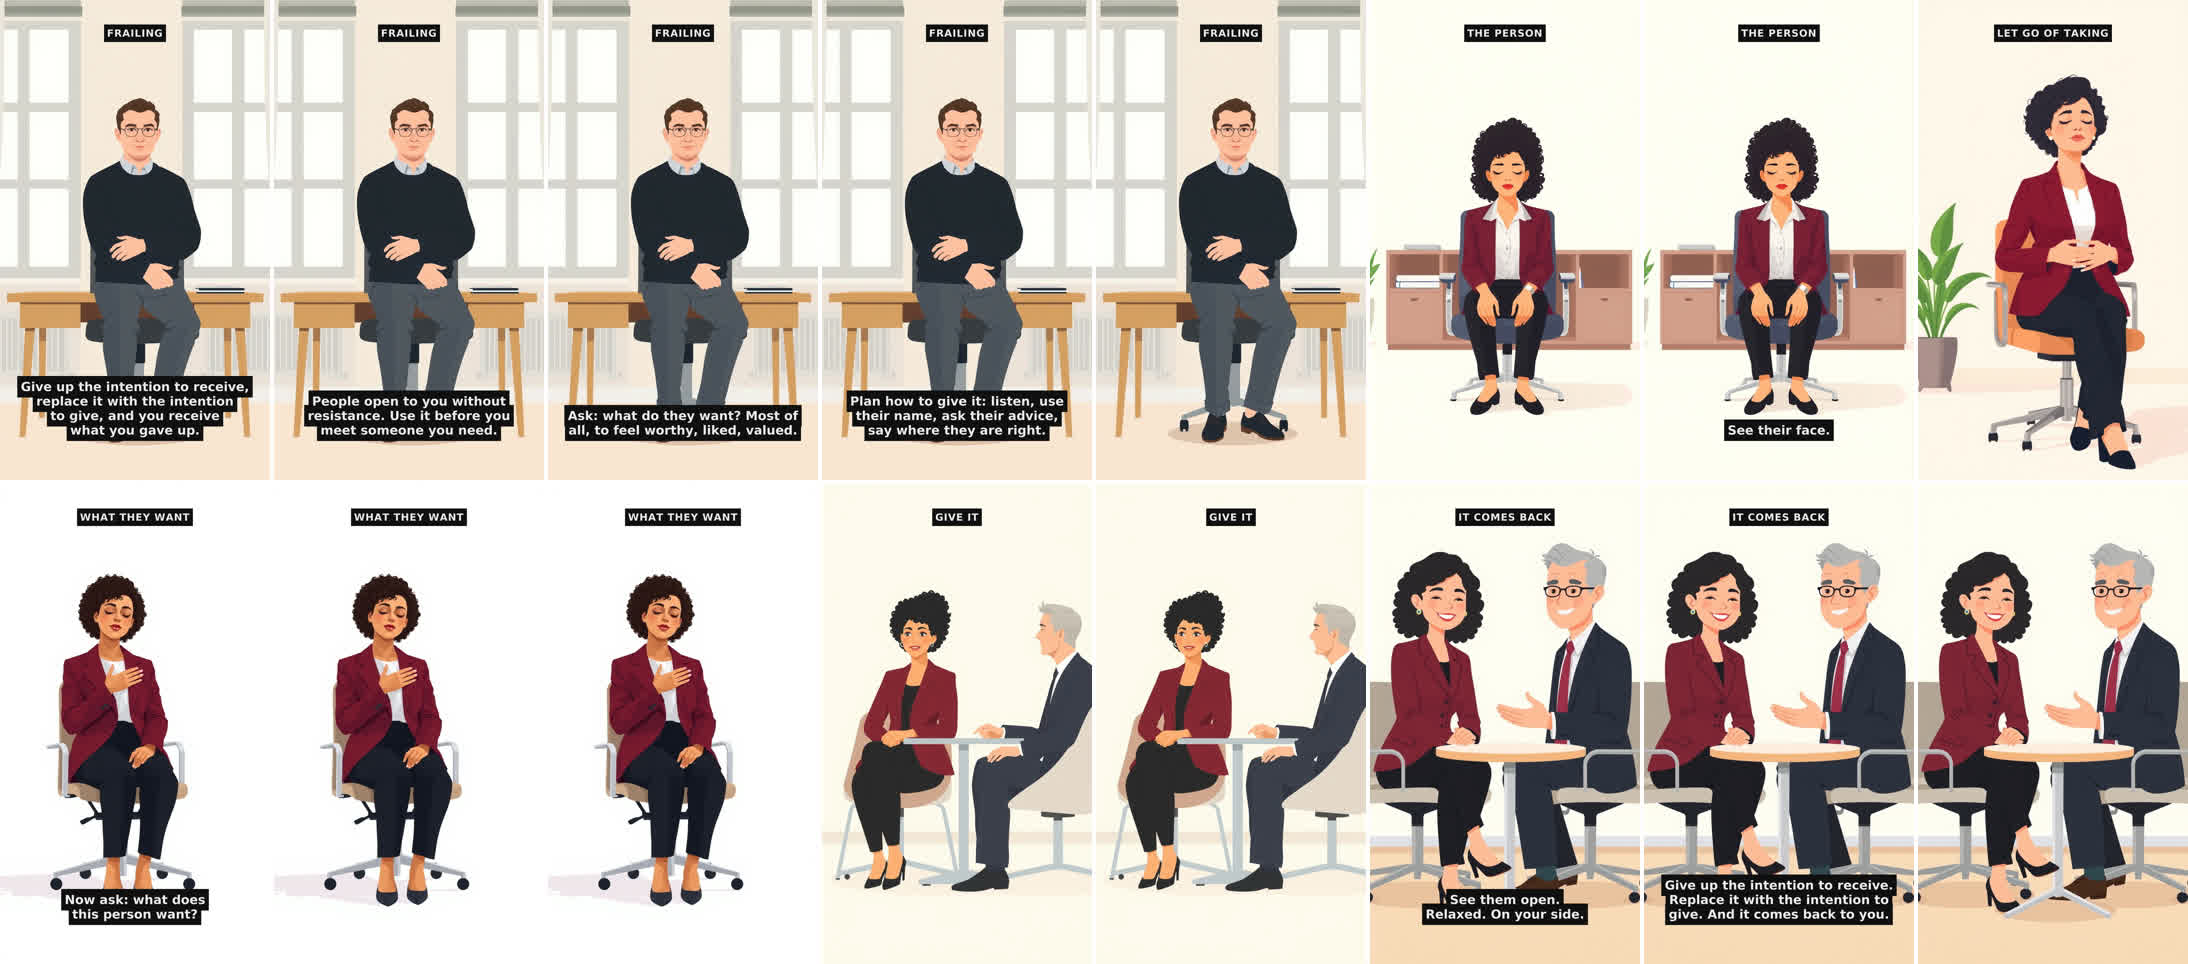 FRAILING
Give up the intention to receive,
replace it with the intention
to give, and you receive
what you gave up.
FRAILING
People open to you without
resistance. Use it before you
meet someone you need.
FRAILING
Ask: what do they want? Most of
all, to feel worthy, liked, valued.
FRAILING
Plan how to give it: listen, use
their name, ask their advice,
say where they are right.
FRAILING
THE PERSON
THE PERSON
See their face.
LET GO OF TAKING
WHAT THEY WANT
Now ask: what does
this person want?
WHAT THEY WANT
WHAT THEY WANT
GIVE IT
GIVE IT
IT COMES BACK
See them open.
Relaxed. On your side.
IT COMES BACK
Give up the intention to receive.
Replace it with the intention to
give. And it comes back to you.